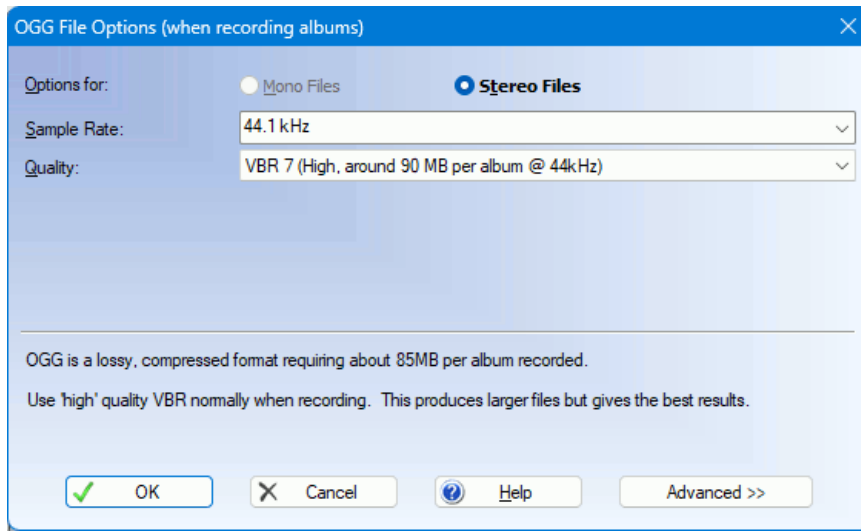 OGG File Options (when recording albums)
Options for: Mono Files Stereo Files
Sample Rate: 44.1 kHz
Quality: VBR 7 (High, around 90 MB per album @ 44kHz)
OGG is a lossy, compressed format requiring about 85MB per album recorded.
Use 'high' quality VBR normally when recording. This produces larger files but gives the best results.
OK Cancel Help Advanced >>